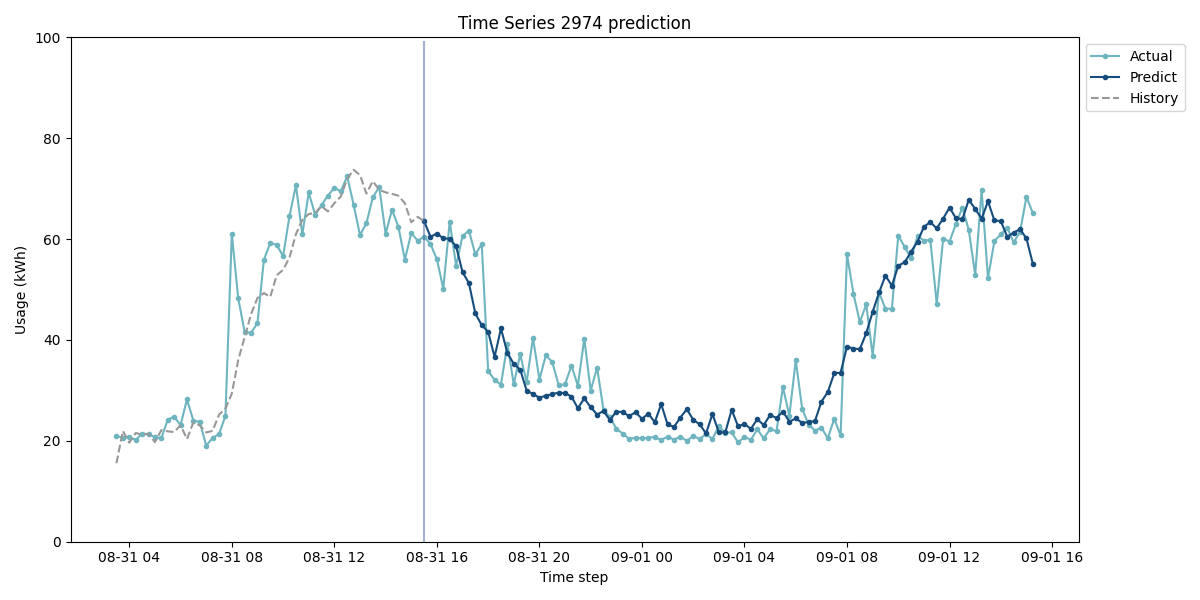 Time Series 2974 prediction
100
80
60
40
20
0
Usage (kWh)
08-31 04
08-31 08
08-31 12
08-31 16
08-31 20
09-01 00
09-01 04
09-01 08
09-01 12
09-01 16
Time step
Actual
Predict
History